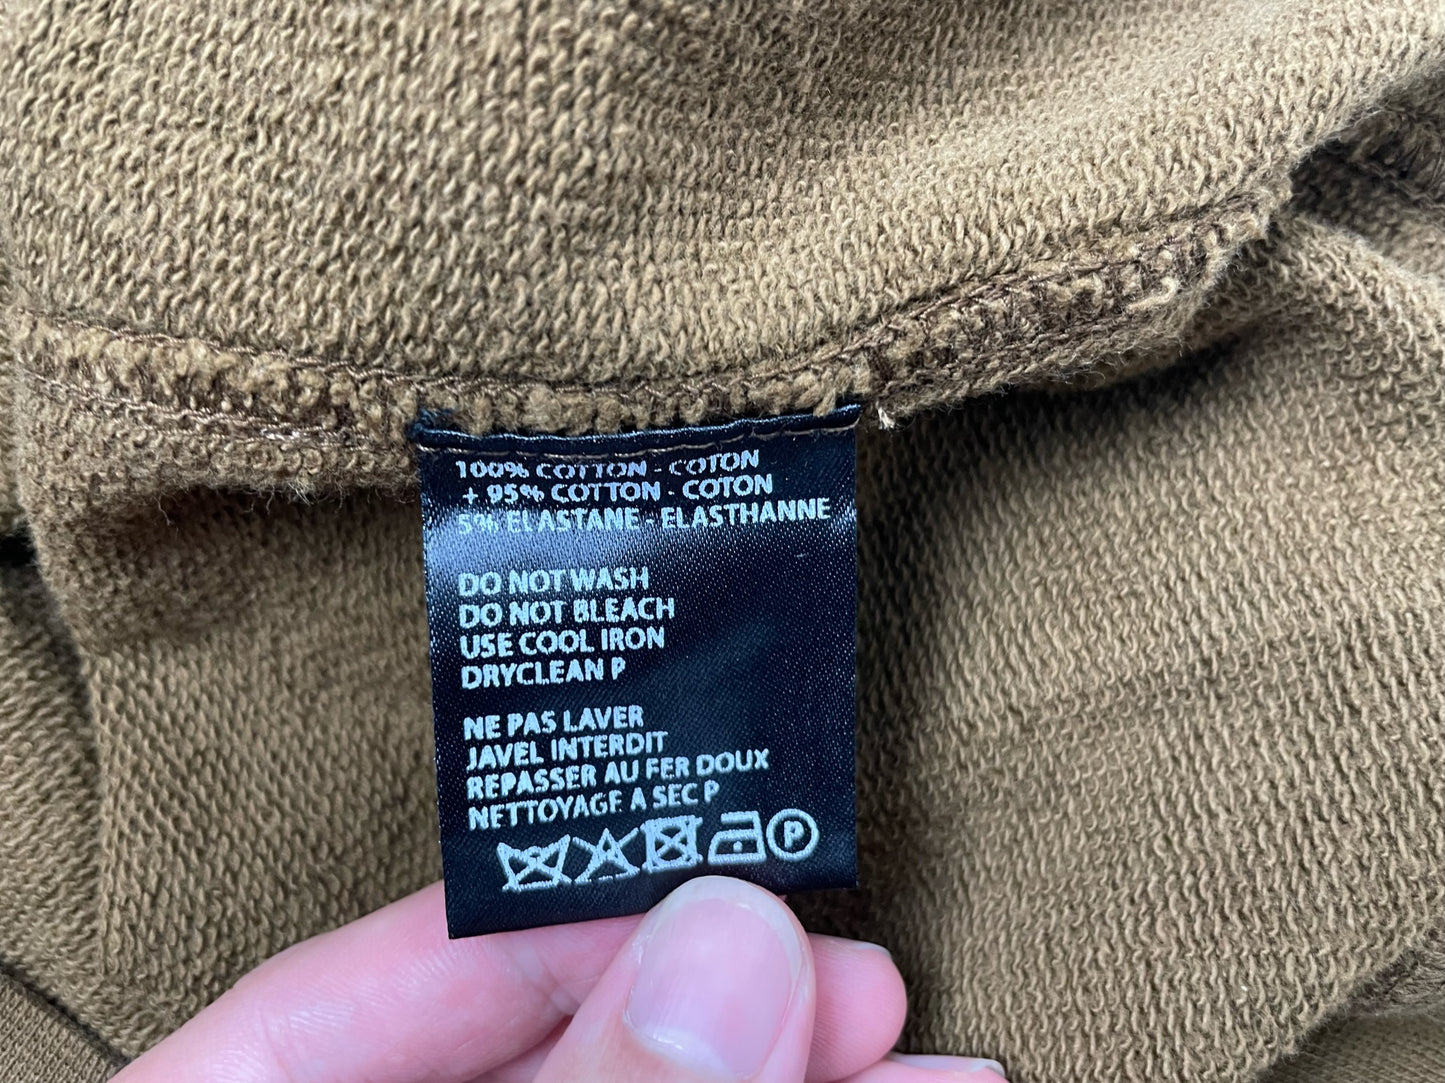 100% COTTON - COTON
+ 95% COTTON - COTON
5% ELASTANE - ELASTHANNE
DO NOT WASH
DO NOT BLEACH
USE COOL IRON
DRYCLEAN P
NE PAS LAVER
JAVEL INTERDIT
REPASSER AU FER DOUX
NETTOYAGE A SEC P
P